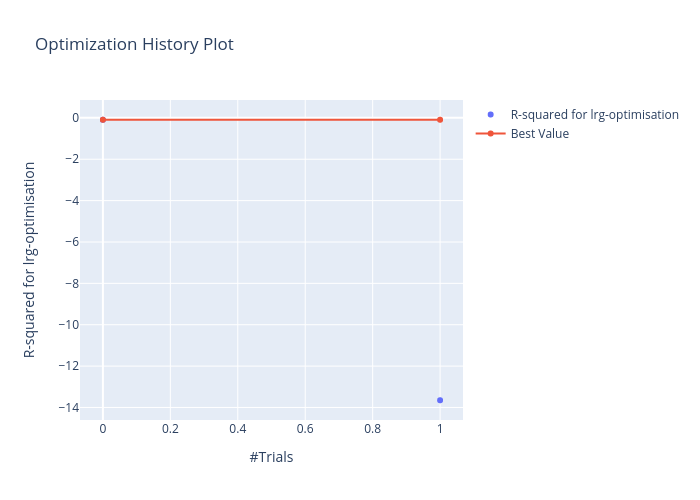 Optimization History Plot
R-squared for lrg-optimisation
Best Value
R-squared for lrg-optimisation
0
−2
−4
−6
−8
−10
−12
−14
0 0.2 0.4 0.6 0.8 1
#Trials